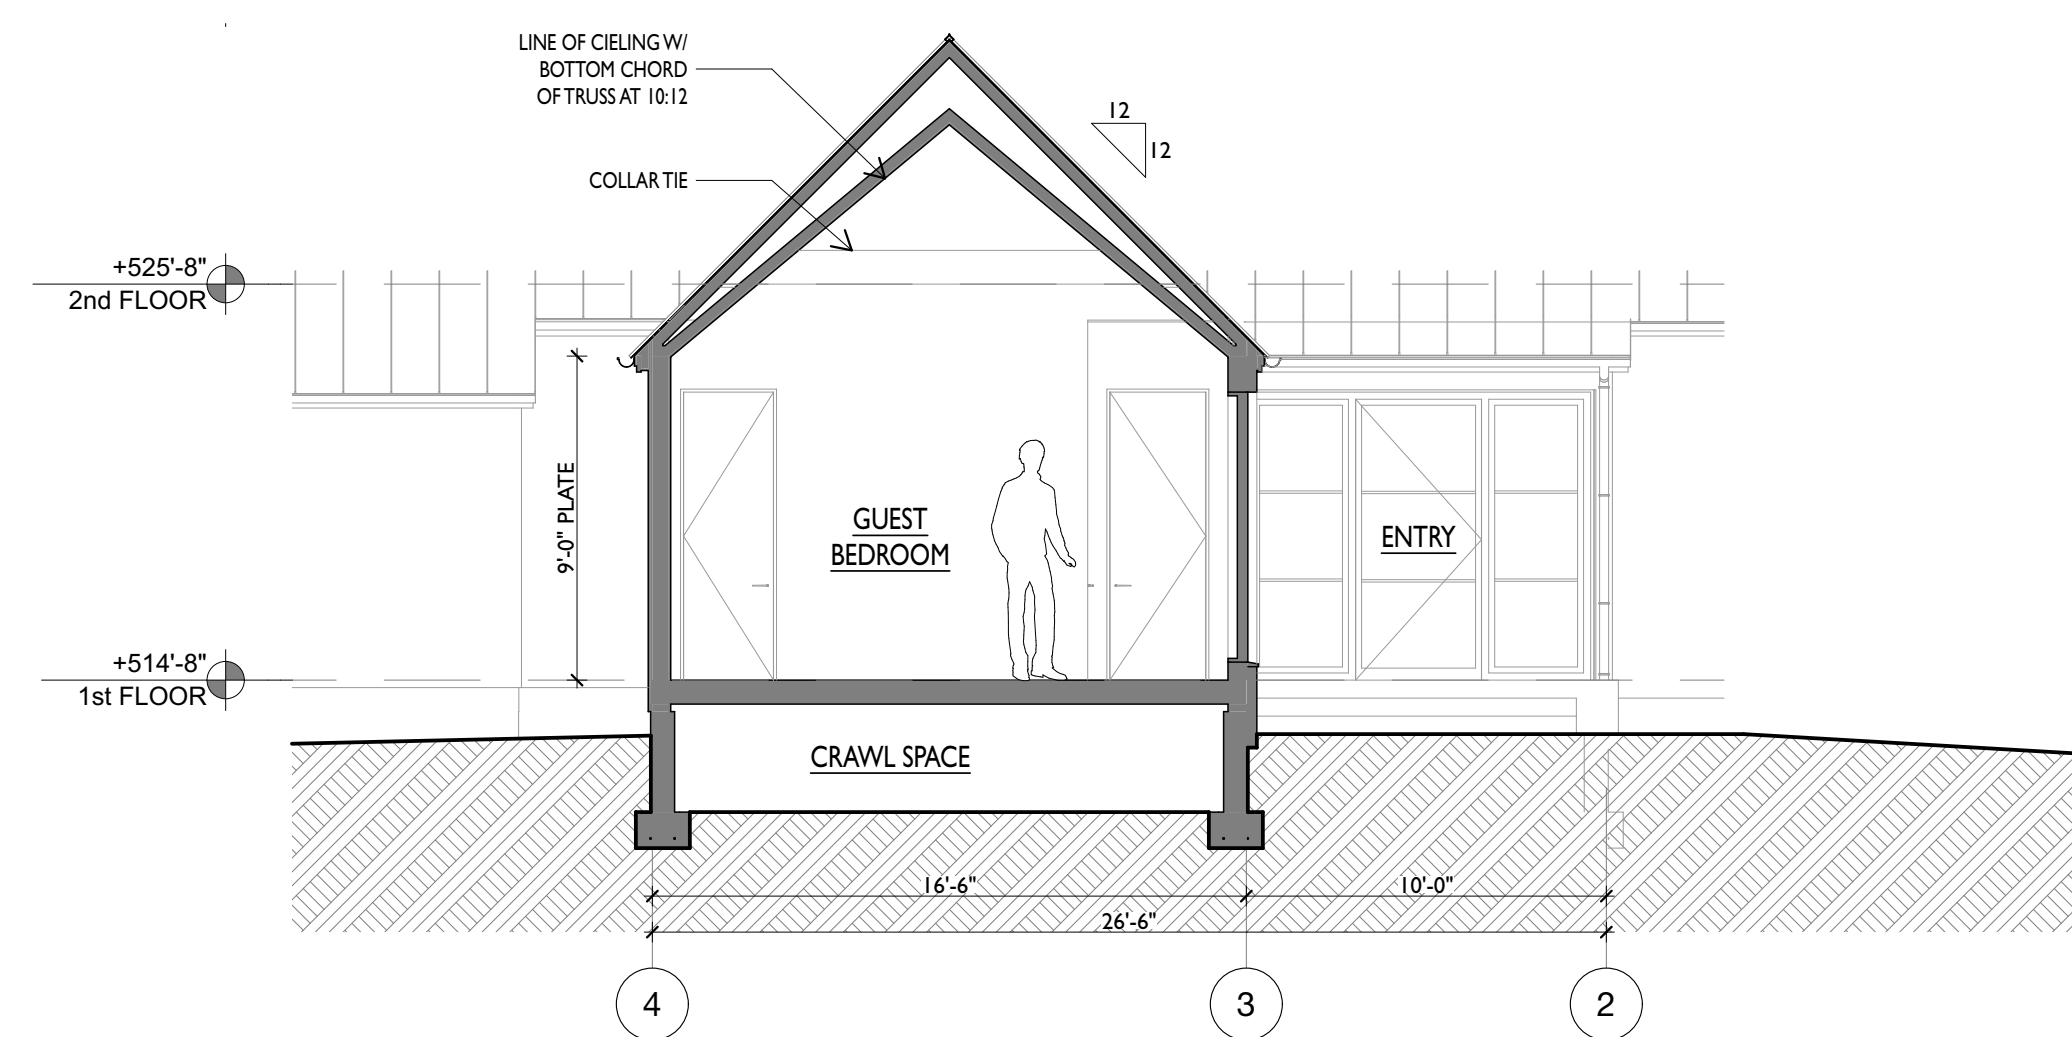 LINE OF CIELING W/
BOTTOM CHORD
OF TRUSS AT 10:12
12
12
COLLAR TIE
+525'-8"
2nd FLOOR
9'-0" PLATE
GUEST
BEDROOM
ENTRY
+514'-8"
1st FLOOR
CRAWL SPACE
16'-6"
10'-0"
26'-6"
4
3
2